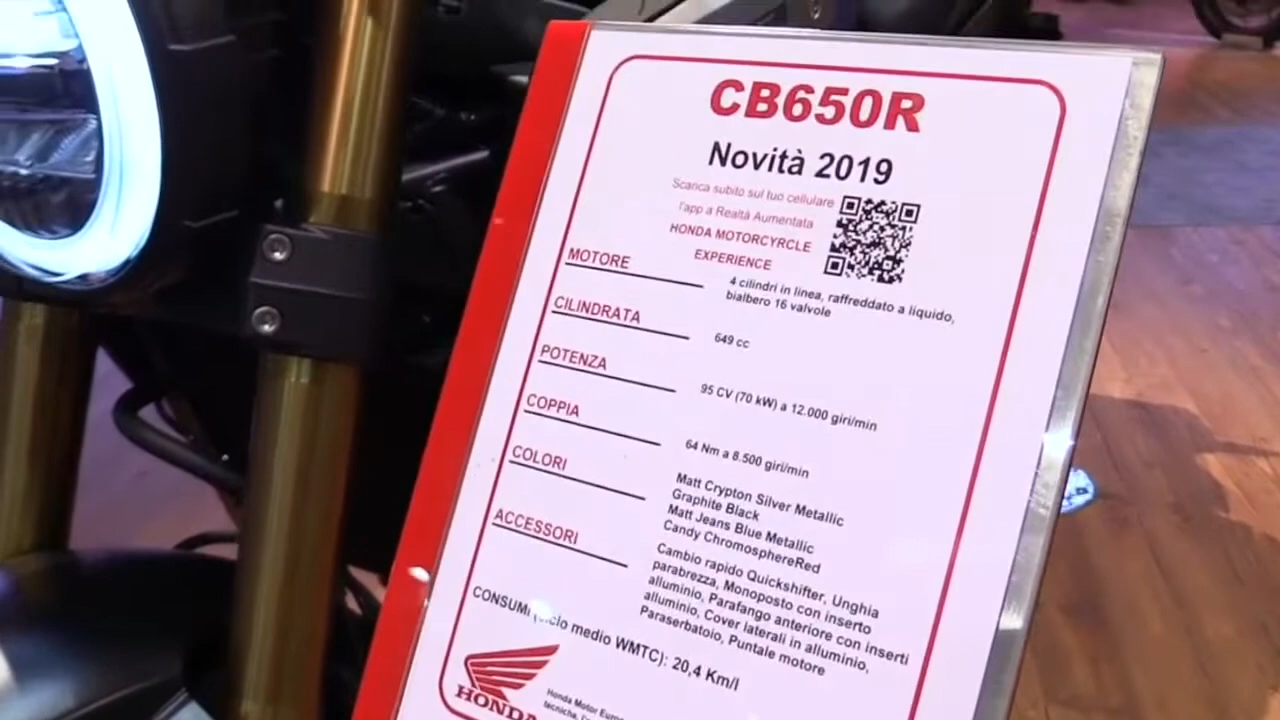 CB650R
Novità 2019
Scarica subito sul tuo cellulare
l'app a Realtà Aumentata
HONDA MOTORCYRCLE
EXPERIENCE
MOTORE
4 cilindri in linea, raffreddato a liquido,
bialbero 16 valvole
CILINDRATA
649 cc
POTENZA
95 CV (70 kW) a 12.000 giri/min
COPPIA
64 Nm a 8.500 giri/min
COLORI
Matt Crypton Silver Metallic
Graphite Black
Matt Jeans Blue Metallic
Candy ChromosphereRed
ACCESSORI
Cambio rapido Quickshifter, Unghia
parabrezza, Monoposto con inserto
alluminio, Parafango anteriore con inserti
alluminio, Cover laterali in alluminio,
Paraserbatoio, Puntale motore
CONSUMI (ciclo medio WMTC): 20,4 Km/l
HONDA
Honda Motor
tecniche,